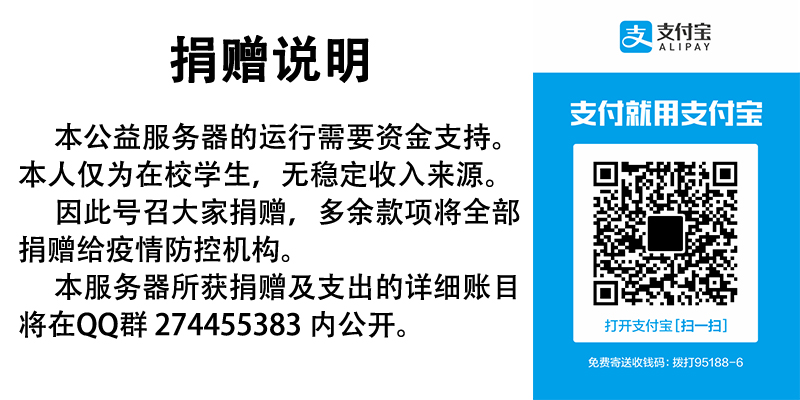 捐赠说明
本公益服务器的运行需要资金支持。
本人仅为在校学生，无稳定收入来源。
因此号召大家捐赠，多余款项将全部
捐赠给疫情防控机构。
本服务器所获捐赠及支出的详细账目
将在QQ群 274455383 内公开。
支付宝
ALIPAY
支付就用支付宝
打开支付宝[扫一扫]
免费寄送收钱码：拨打95188-6